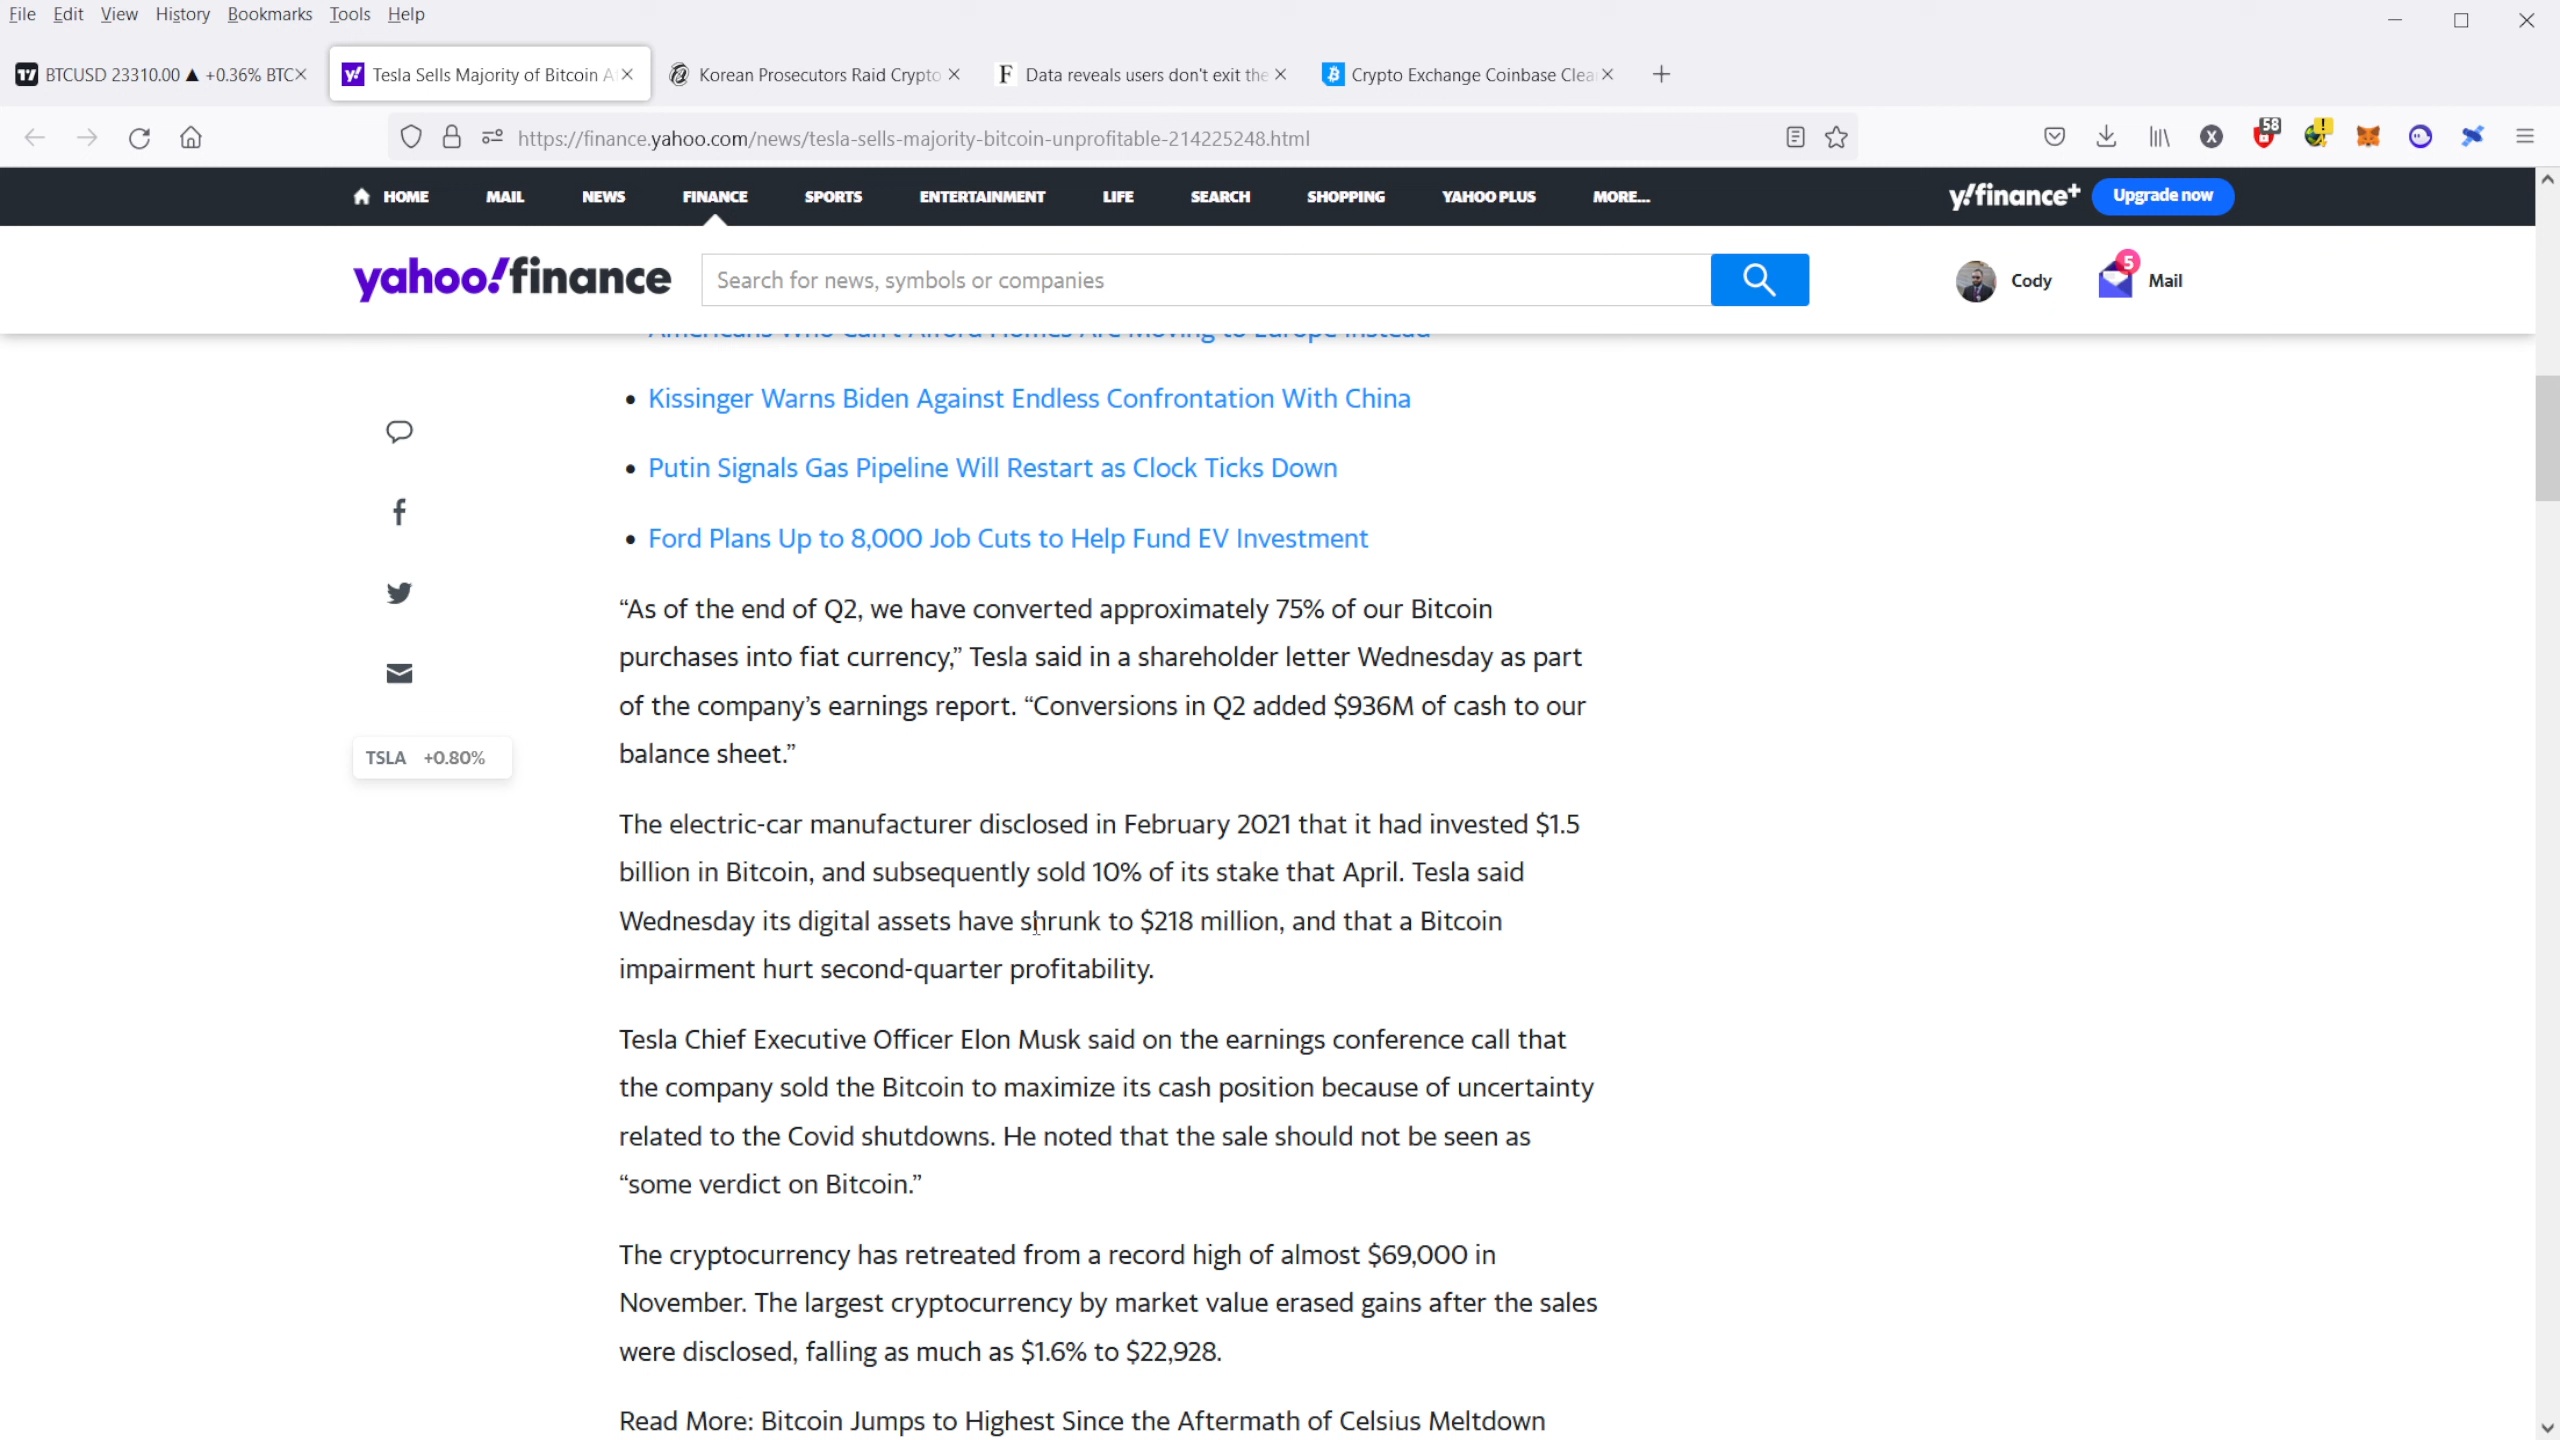 File Edit View History Bookmarks Tools Help
BTCUSD 23310.00 ▲ +0.36% BTC
Tesla Sells Majority of Bitcoin A
Korean Prosecutors Raid Crypto
Data reveals users don't exit the
Crypto Exchange Coinbase Clea
https://finance.yahoo.com/news/tesla-sells-majority-bitcoin-unprofitable-214225248.html
58
HOME MAIL NEWS FINANCE SPORTS ENTERTAINMENT LIFE SEARCH SHOPPING YAHOO PLUS MORE...
y!finance+ Upgrade now
yahoo!finance
Search for news, symbols or companies
Cody
5
Mail
Americans Who Can't Afford Homes Are Moving to Europe Instead
• Kissinger Warns Biden Against Endless Confrontation With China
• Putin Signals Gas Pipeline Will Restart as Clock Ticks Down
• Ford Plans Up to 8,000 Job Cuts to Help Fund EV Investment
TSLA +0.80%
“As of the end of Q2, we have converted approximately 75% of our Bitcoin
purchases into fiat currency,” Tesla said in a shareholder letter Wednesday as part
of the company’s earnings report. “Conversions in Q2 added $936M of cash to our
balance sheet.”
The electric-car manufacturer disclosed in February 2021 that it had invested $1.5
billion in Bitcoin, and subsequently sold 10% of its stake that April. Tesla said
Wednesday its digital assets have shrunk to $218 million, and that a Bitcoin
impairment hurt second-quarter profitability.
Tesla Chief Executive Officer Elon Musk said on the earnings conference call that
the company sold the Bitcoin to maximize its cash position because of uncertainty
related to the Covid shutdowns. He noted that the sale should not be seen as
“some verdict on Bitcoin.”
The cryptocurrency has retreated from a record high of almost $69,000 in
November. The largest cryptocurrency by market value erased gains after the sales
were disclosed, falling as much as $1.6% to $22,928.
Read More: Bitcoin Jumps to Highest Since the Aftermath of Celsius Meltdown